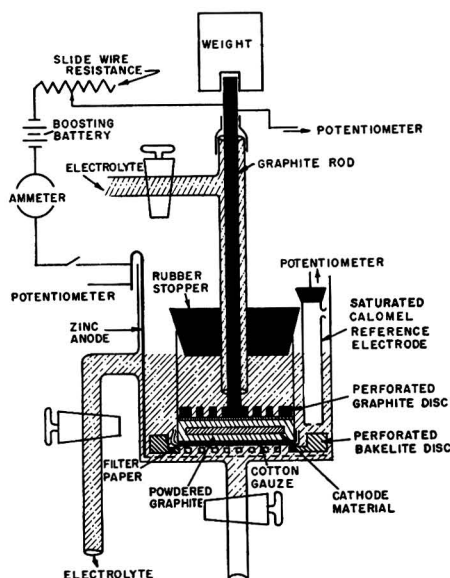 WEIGHT
SLIDE WIRE
RESISTANCE
BOOSTING
BATTERY
POTENTIOMETER
GRAPHITE ROD
ELECTROLYTE
AMMETER
POTENTIOMETER
RUBBER
STOPPER
POTENTIOMETER
SATURATED
CALOMEL
REFERENCE
ELECTRODE
ZINC
ANODE
PERFORATED
GRAPHITE DISC
PERFORATED
BAKELITE DISC
FILTER
PAPER
POWDERED
GRAPHITE
COTTON
GAUZE
CATHODE
MATERIAL
ELECTROLYTE